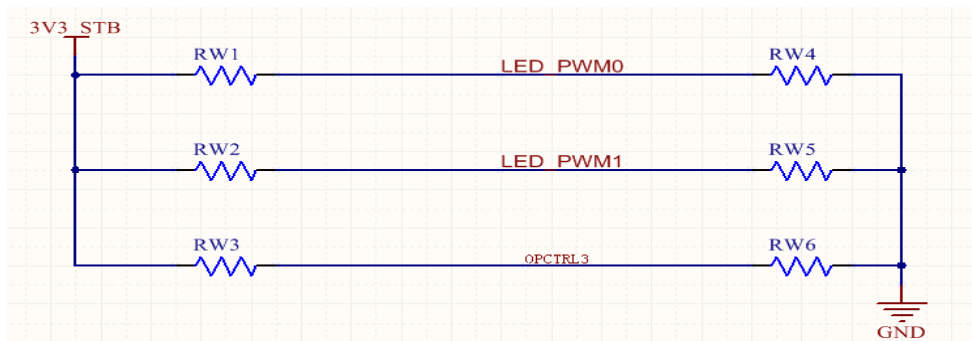 3V3_STB
RW1
LED_PWM0
RW4
RW2
LED_PWM1
RW5
RW3
OPCTRL3
RW6
GND